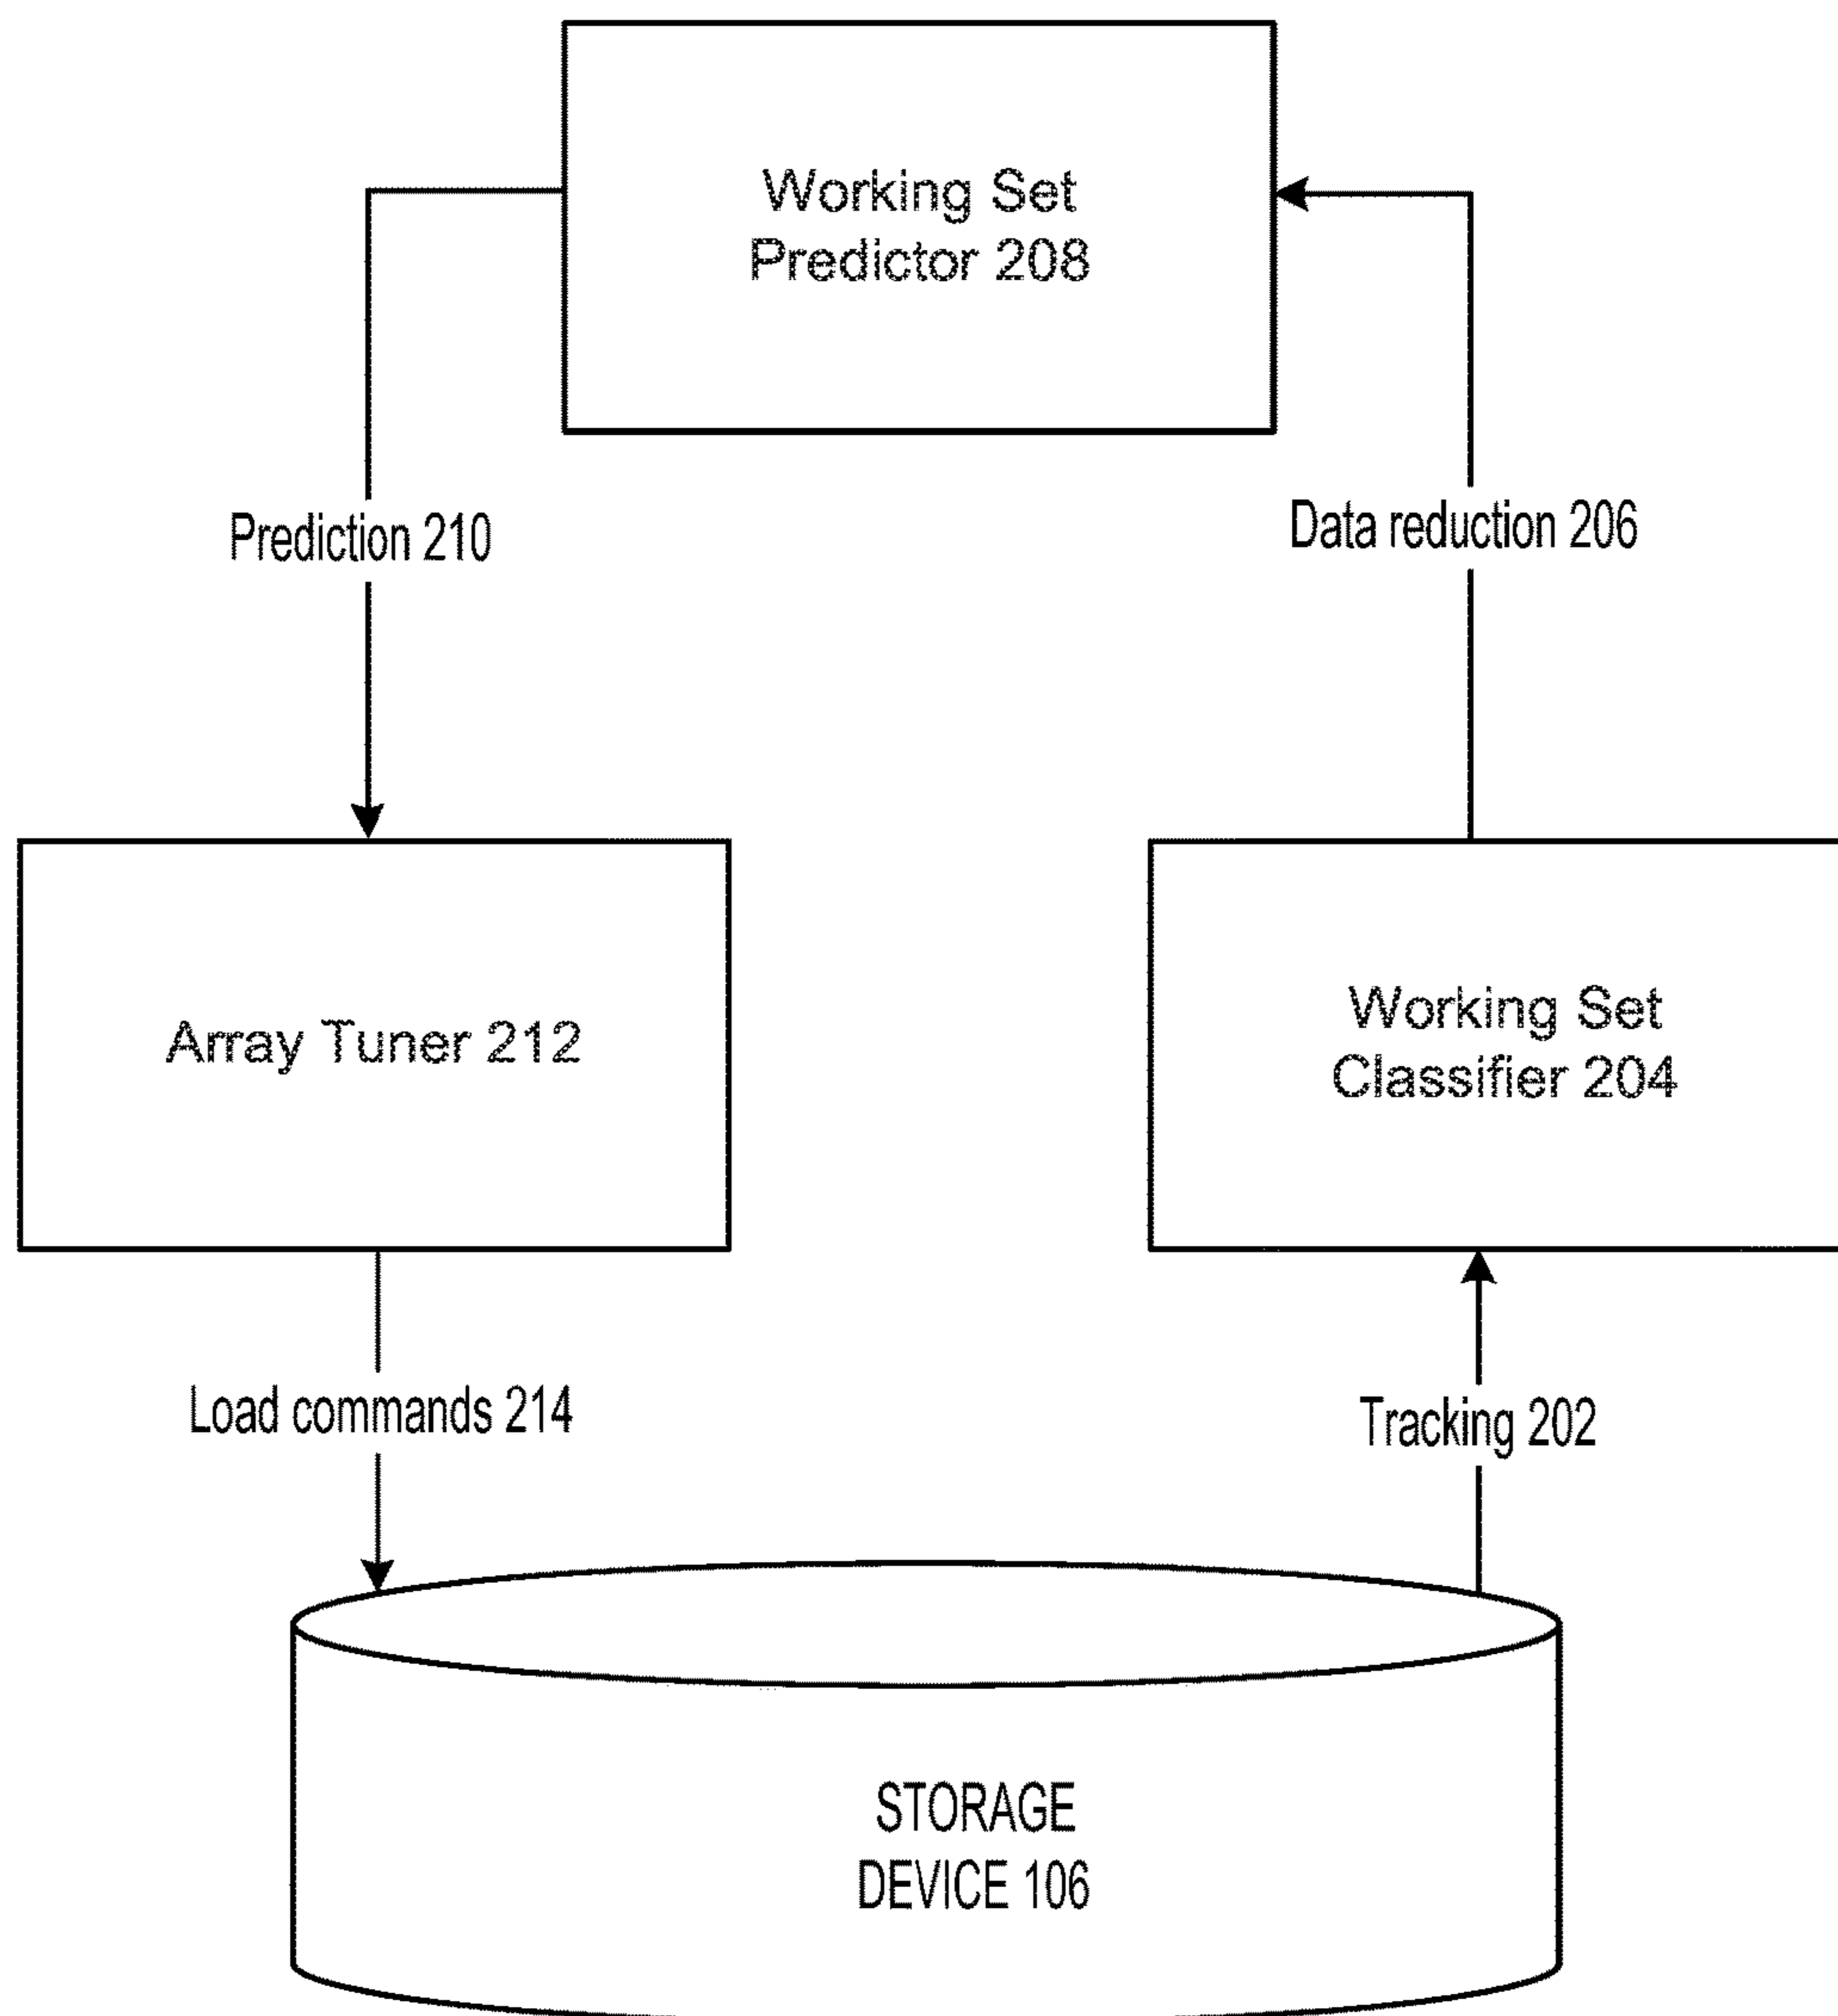 Working Set
Predictor 208
Prediction 210
Data reduction 206
Array Tuner 212
Working Set
Classifier 204
Load commands 214
Tracking 202
STORAGE
DEVICE 106